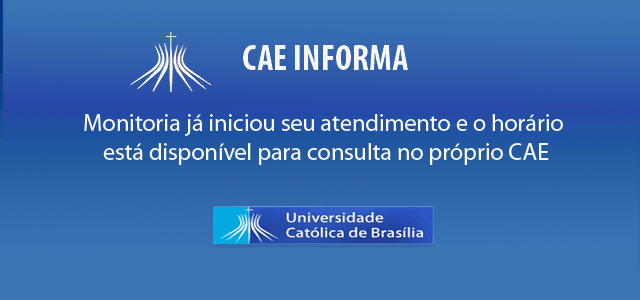 CAE INFORMA
Monitoria já iniciou seu atendimento e o horário
está disponível para consulta no próprio CAE
Universidade
Católica de Brasília